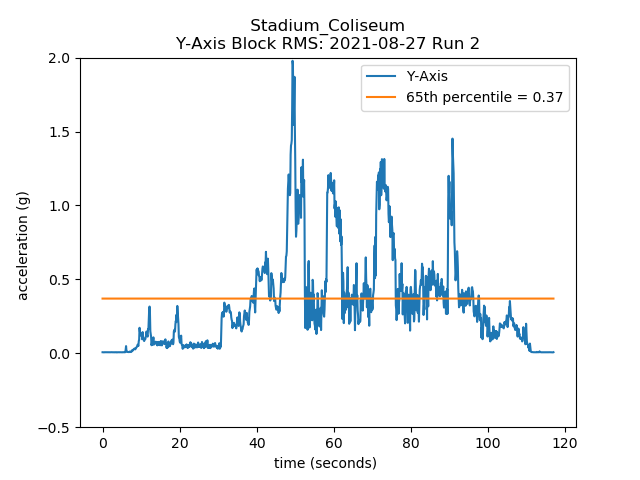 Stadium_Coliseum
Y-Axis Block RMS: 2021-08-27 Run 2
Y-Axis
65th percentile = 0.37
2.0
1.5
1.0
0.5
0.0
−0.5
acceleration (g)
0 20 40 60 80 100 120
time (seconds)